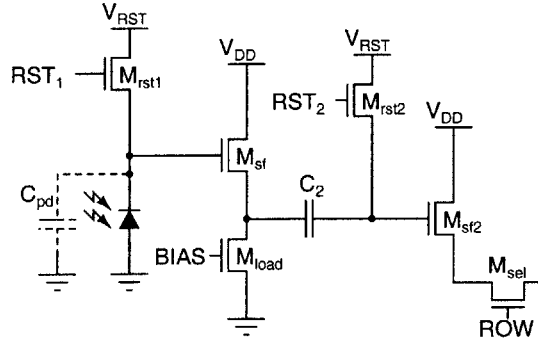 V_RST
RST_1
M_rst1
V_DD
V_RST
RST_2
M_rst2
V_DD
M_sf
C_pd
C_2
M_sf2
BIAS
M_load
M_sel
ROW